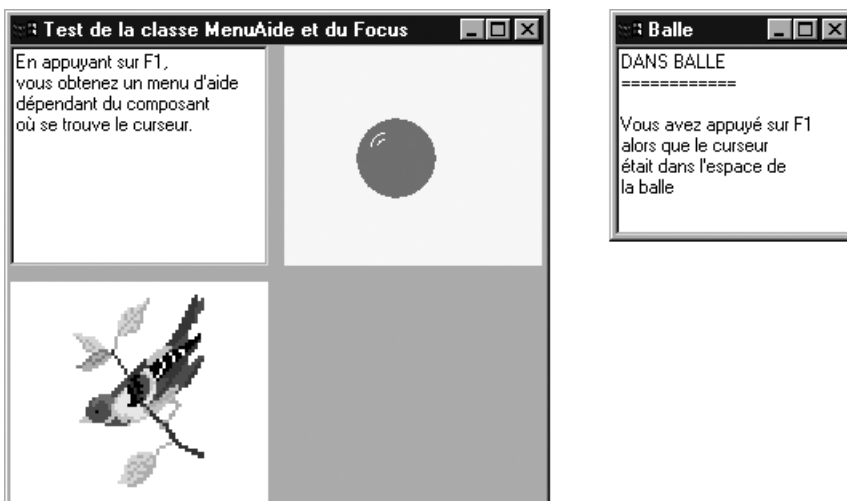 Test de la classe MenuAide et du Focus
En appuyant sur F1,
vous obtenez un menu d'aide
dépendant du composant
où se trouve le curseur.
Balle
DANS BALLE
============
Vous avez appuyé sur F1
alors que le curseur
était dans l'espace de
la balle